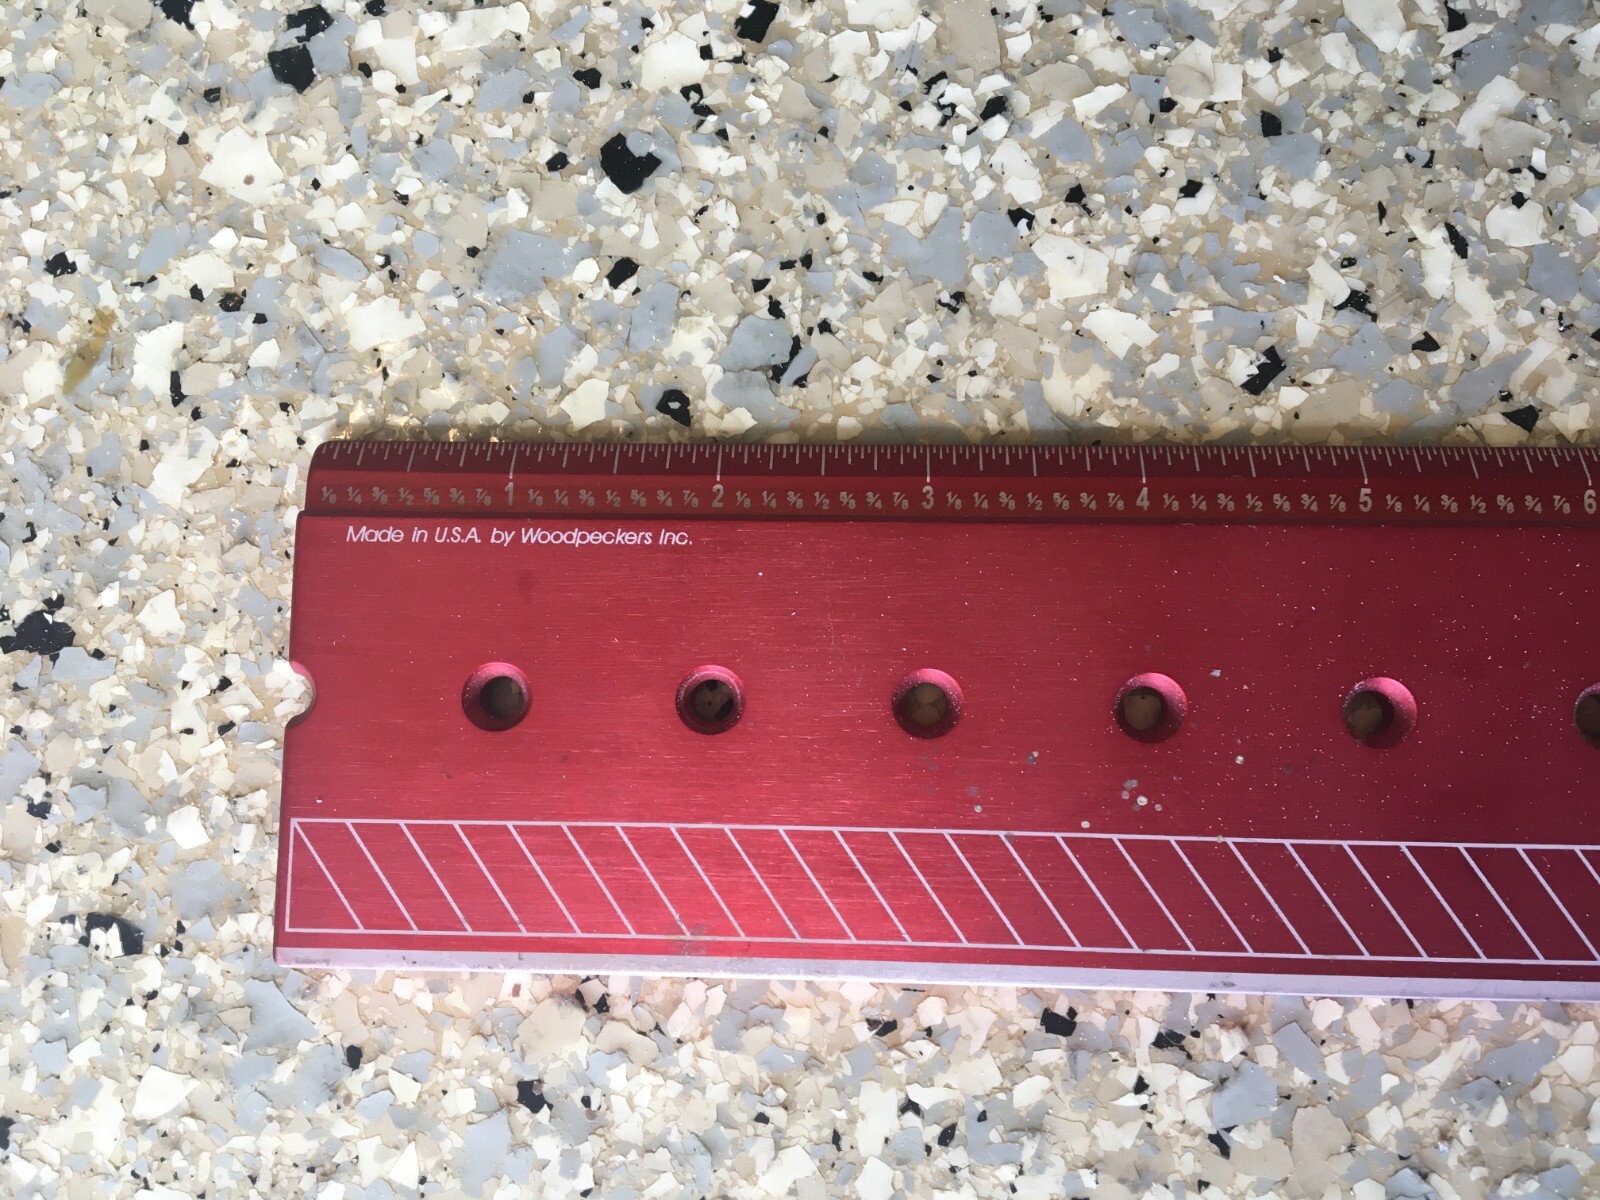 ⅛ ¼ ⅜ ½ ⅝ ¾ ⅞ 1 ⅛ ¼ ⅜ ½ ⅝ ¾ ⅞ 2 ⅛ ¼ ⅜ ½ ⅝ ¾ ⅞ 3 ⅛ ¼ ⅜ ½ ⅝ ¾ ⅞ 4 ⅛ ¼ ⅜ ½ ⅝ ¾ ⅞ 5 ⅛ ¼ ⅜ ½ ⅝ ¾ ⅞ 6
Made in U.S.A. by Woodpeckers Inc.